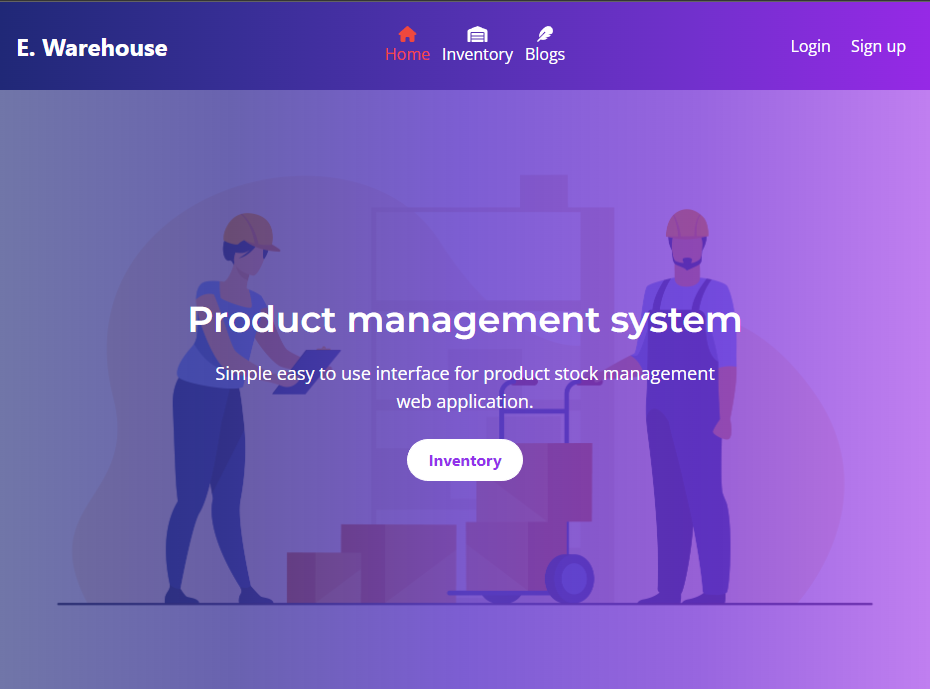 E. Warehouse
Home Inventory Blogs
Login Sign up
Product management system
Simple easy to use interface for product stock management
web application.
Inventory